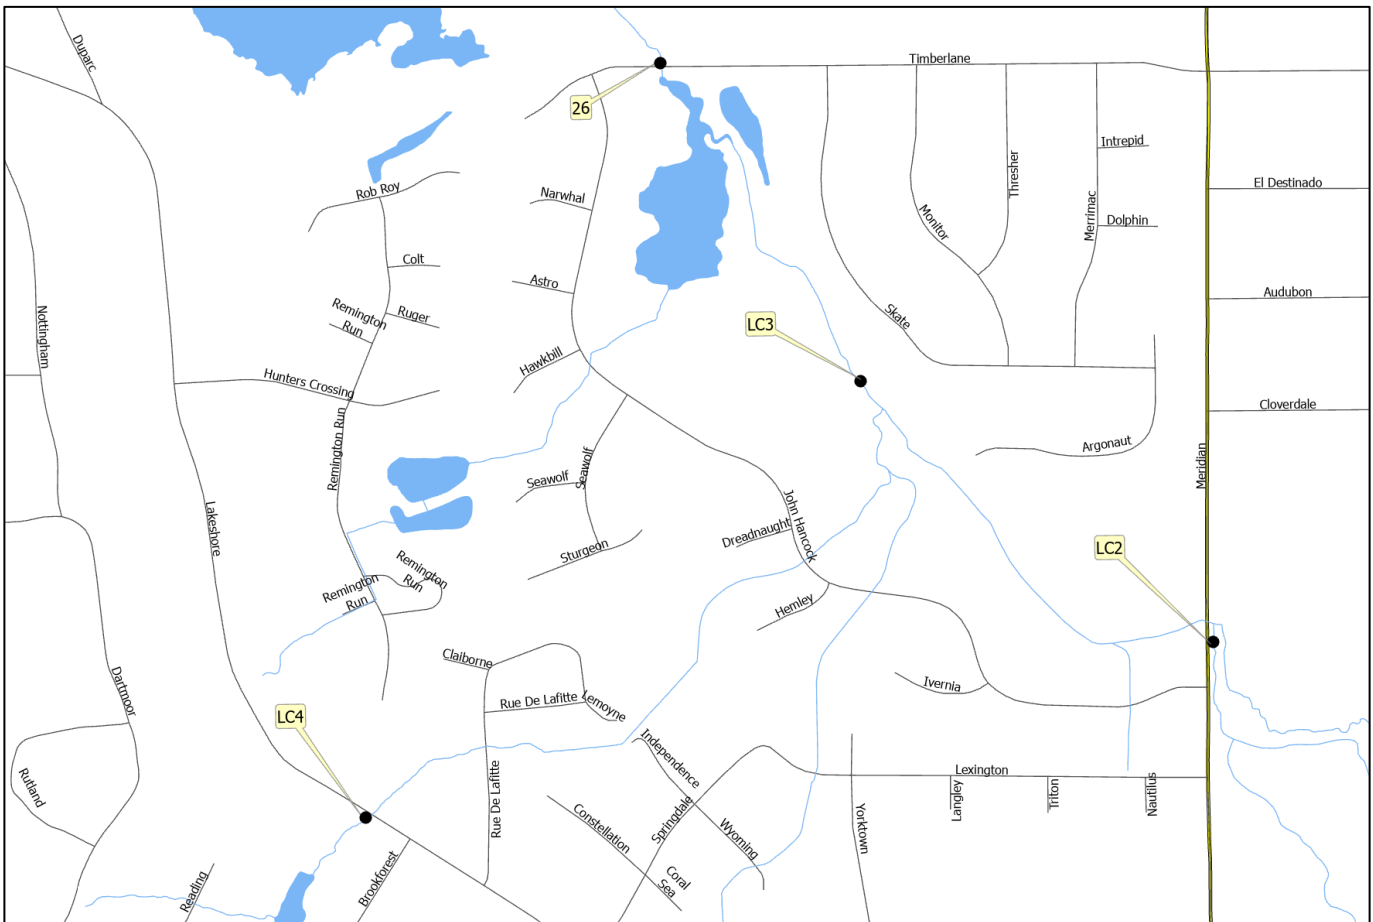 Duparc
Timberlane
26
Intrepid
Thresher
El Destinado
Rob Roy
Narwhal
Merrimac
Monitor
Dolphin
Colt
Astro
Audubon
Remington
Run
Ruger
Skate
LC3
Nottingham
Hawkbill
Hunters Crossing
Cloverdale
Remington Run
Argonaut
Meridian
Seawolf
Seawolf
Lakeshore
John Hancock
Dreadnaught
LC2
Sturgeon
Remington
Run
Remington
Run
Hemley
Claiborne
Dartmoor
Ivernia
Rue De Lafitte
Lemoyne
LC4
Independence
Lexington
Rutland
Rue De Lafitte
Langley
Triton
Nautilus
Springdale
Constellation
Wyoming
Yorktown
Brookforest
Reading
Coral
Sea